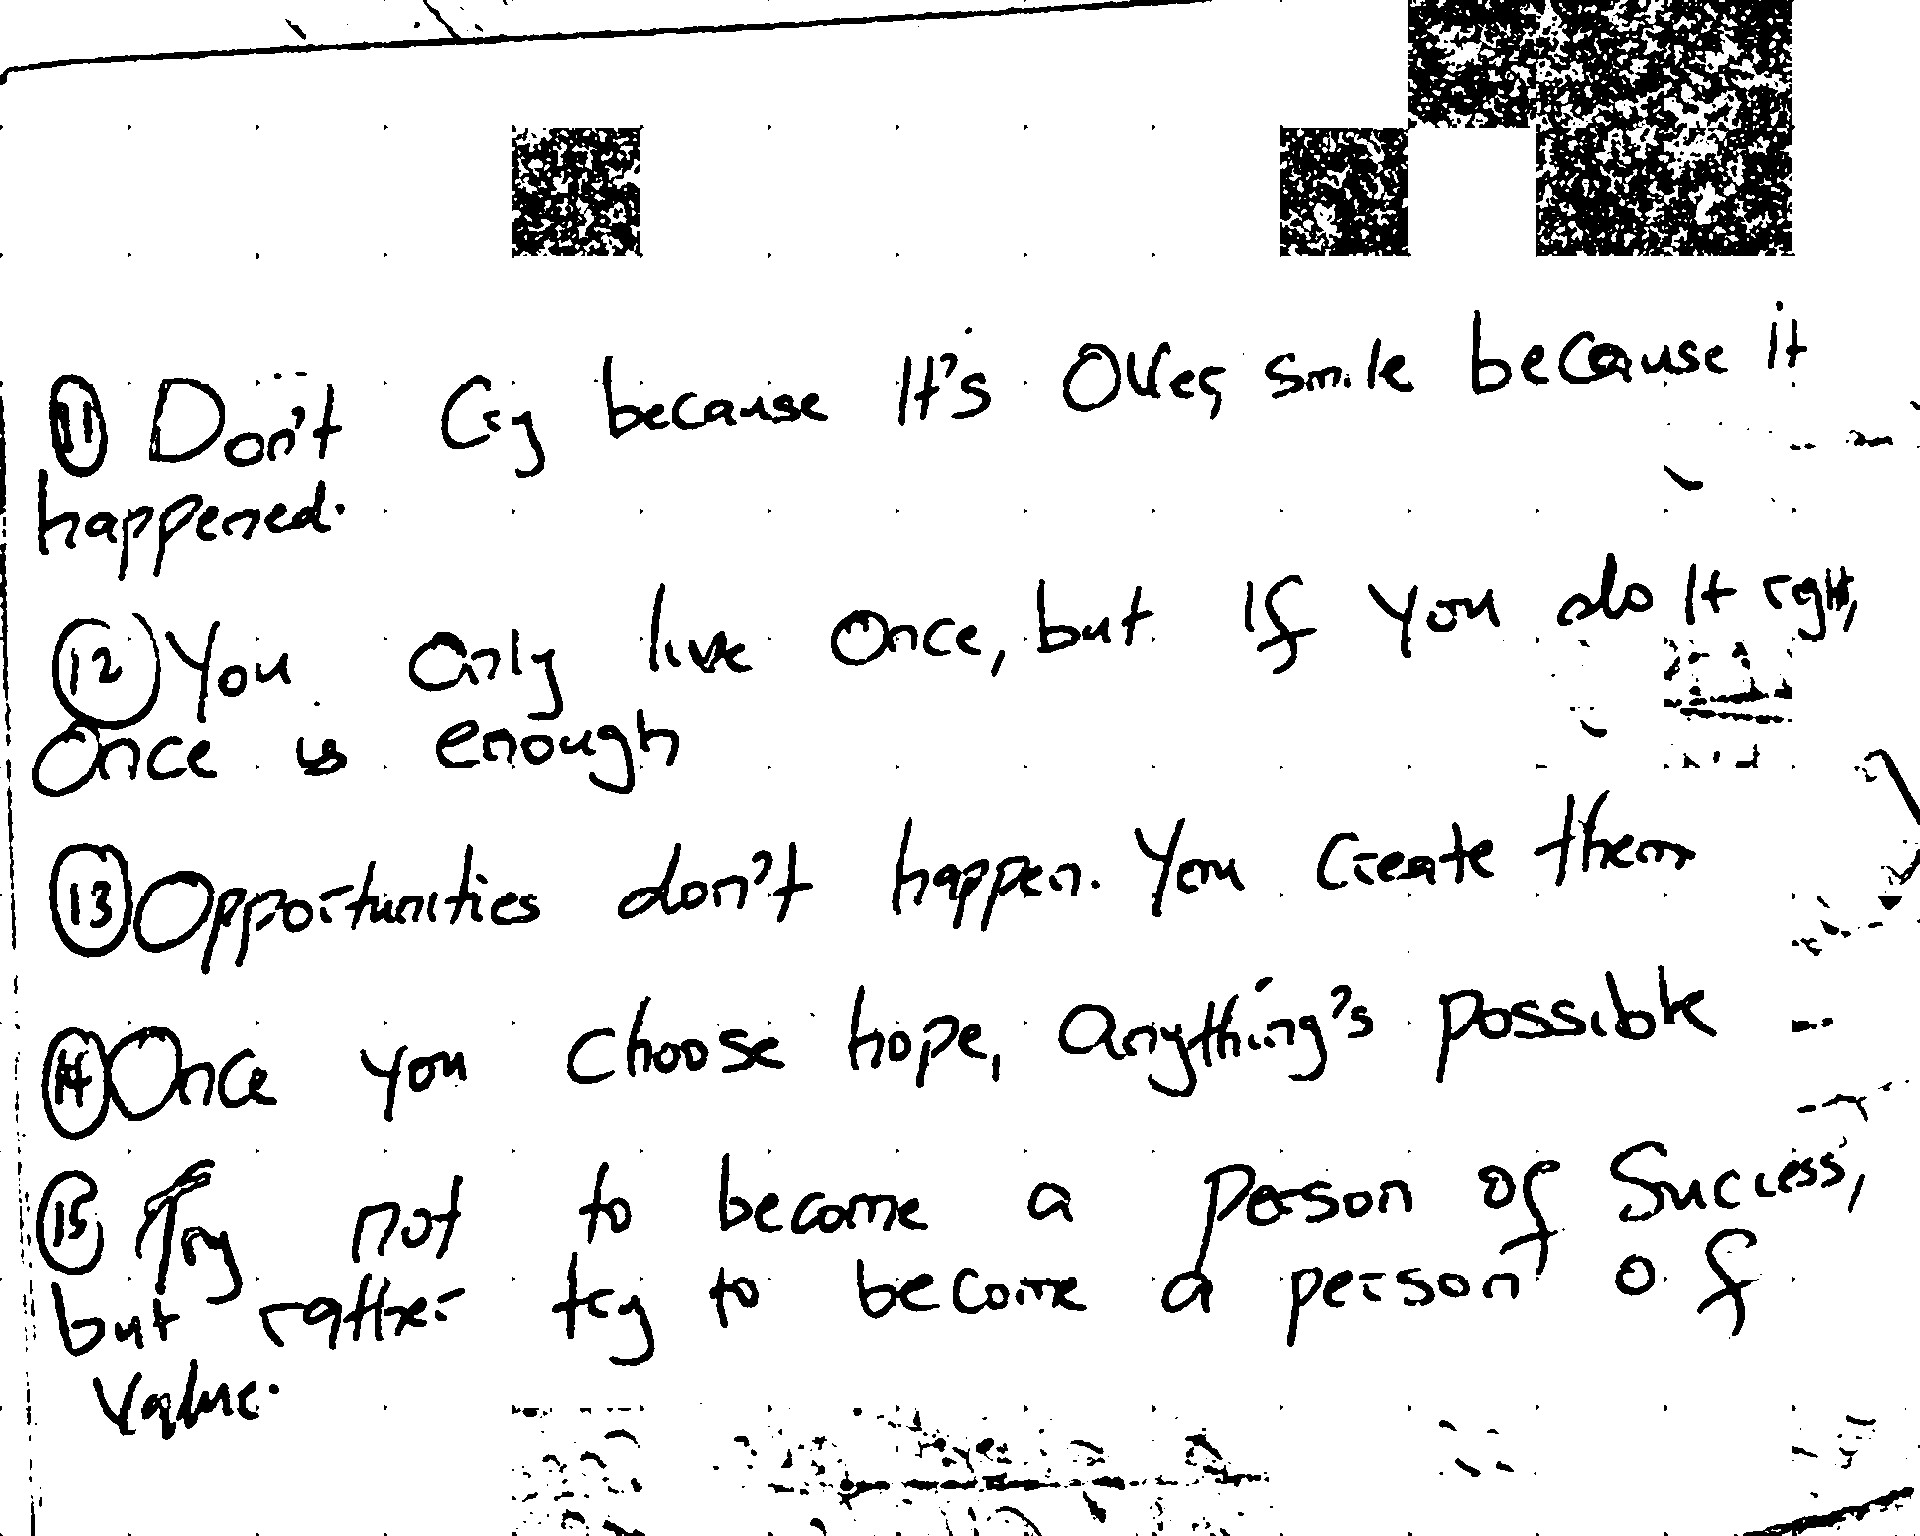 ⑪ Don't Cry because It's Over, smile because it
happened.
⑫ You only live Once, but If you do It right,
Once is enough
⑬ Opportunities don't happen. You Create them
⑭ Once you choose hope, anything's possible
⑮ Try not to become a person of Success,
but rather try to become a person of
value.